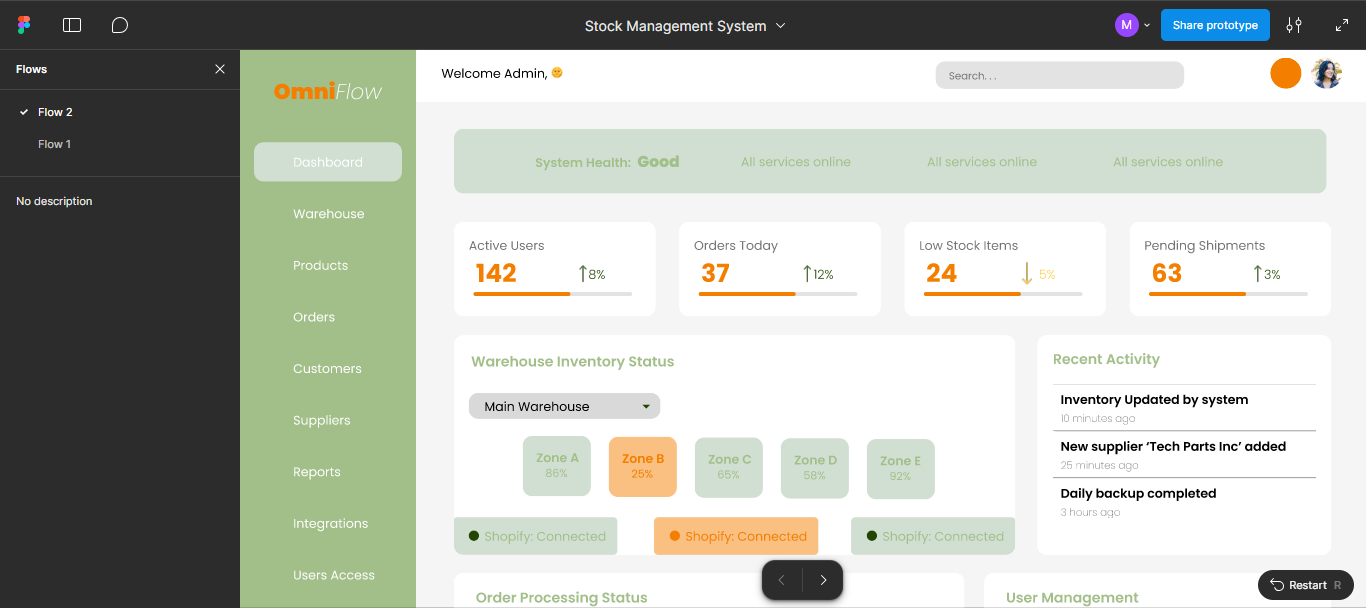 Stock Management System
M
Share prototype
Flows
Flow 2
Flow 1
No description
OmniFlow
Dashboard
Warehouse
Products
Orders
Customers
Suppliers
Reports
Integrations
Users Access
Welcome Admin, 🤭
Search. . .
System Health: Good
All services online
All services online
All services online
Active Users
142
8%
Orders Today
37
12%
Low Stock Items
24
5%
Pending Shipments
63
3%
Warehouse Inventory Status
Main Warehouse
Zone A
86%
Zone B
25%
Zone C
65%
Zone D
58%
Zone E
92%
Shopify: Connected
Shopify: Connected
Shopify: Connected
Recent Activity
Inventory Updated by system
10 minutes ago
New supplier ‘Tech Parts Inc’ added
25 minutes ago
Daily backup completed
3 hours ago
Order Processing Status
User Management
Restart R